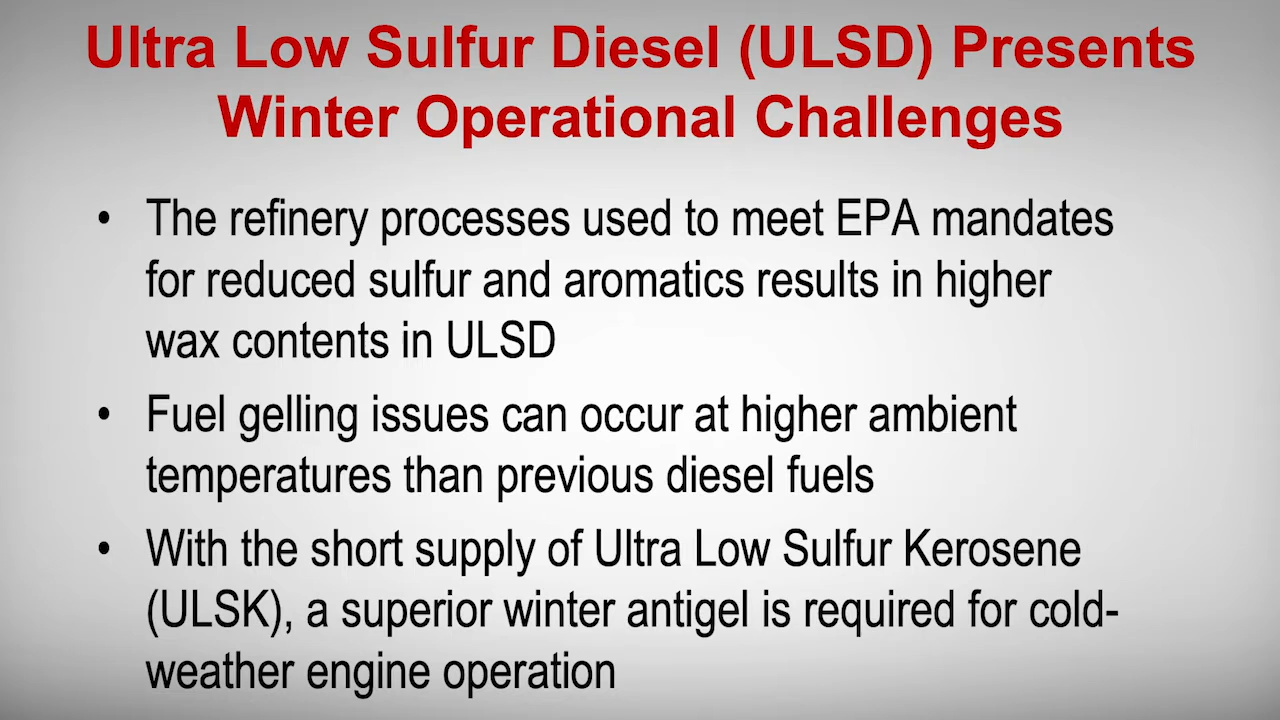 Ultra Low Sulfur Diesel (ULSD) Presents
Winter Operational Challenges
• The refinery processes used to meet EPA mandates
for reduced sulfur and aromatics results in higher
wax contents in ULSD
• Fuel gelling issues can occur at higher ambient
temperatures than previous diesel fuels
• With the short supply of Ultra Low Sulfur Kerosene
(ULSK), a superior winter antigel is required for cold-
weather engine operation